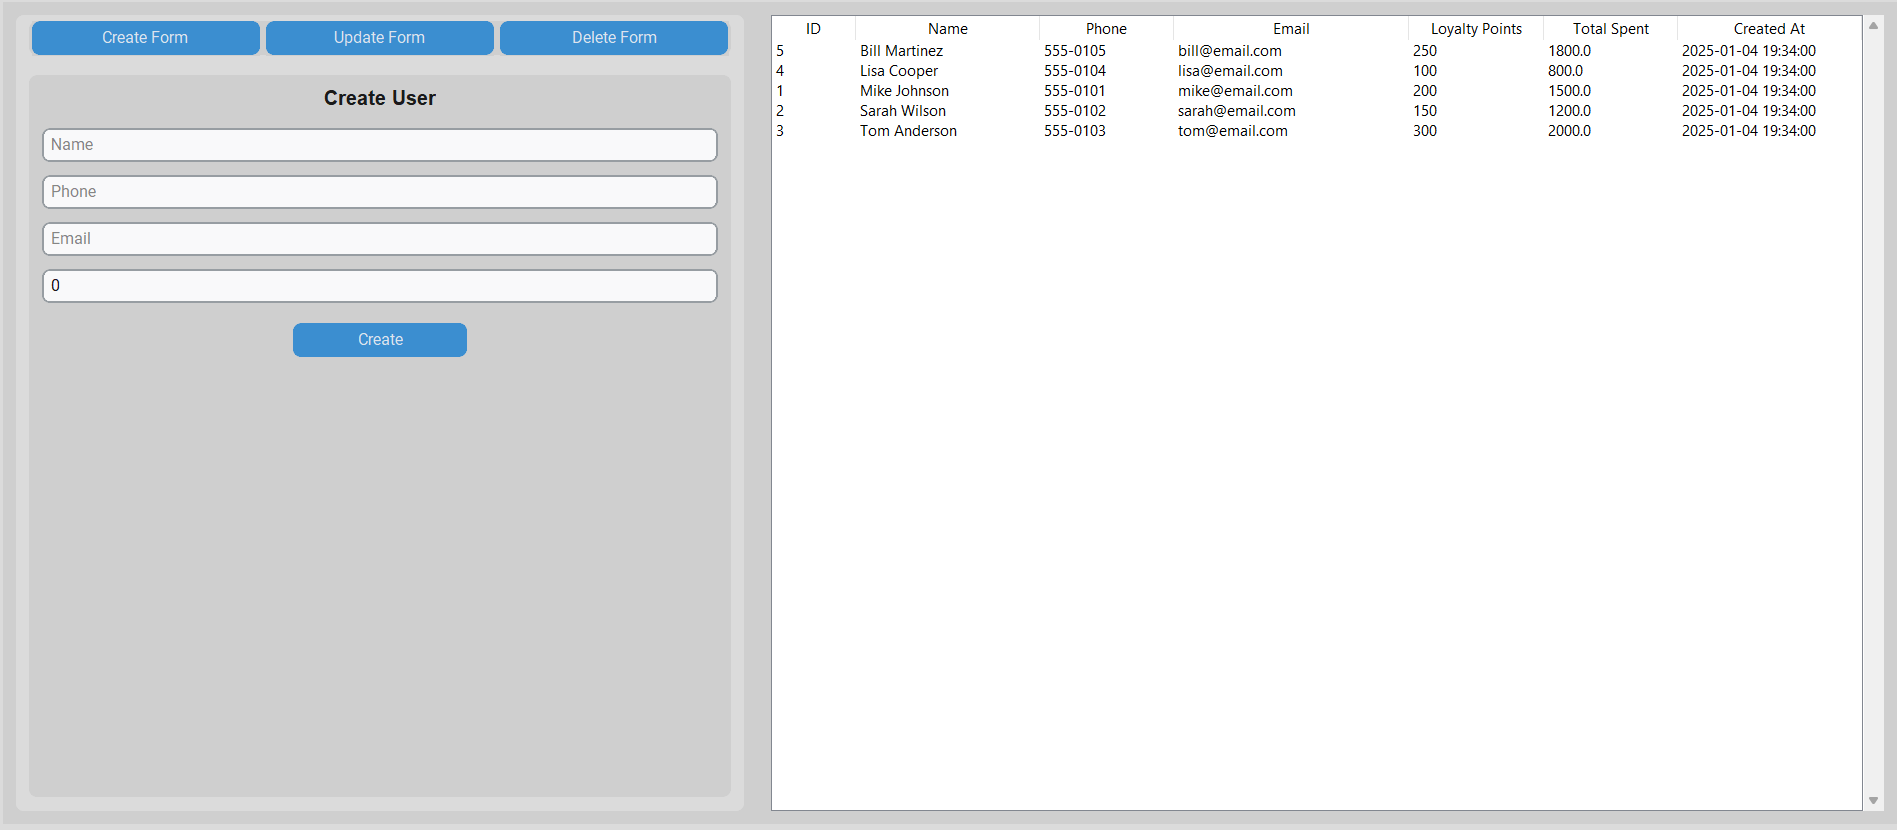 Create Form Update Form Delete Form
Create User
Name
Phone
Email
0
Create
ID Name Phone Email Loyalty Points Total Spent Created At
5 Bill Martinez 555-0105 bill@email.com 250 1800.0 2025-01-04 19:34:00
4 Lisa Cooper 555-0104 lisa@email.com 100 800.0 2025-01-04 19:34:00
1 Mike Johnson 555-0101 mike@email.com 200 1500.0 2025-01-04 19:34:00
2 Sarah Wilson 555-0102 sarah@email.com 150 1200.0 2025-01-04 19:34:00
3 Tom Anderson 555-0103 tom@email.com 300 2000.0 2025-01-04 19:34:00